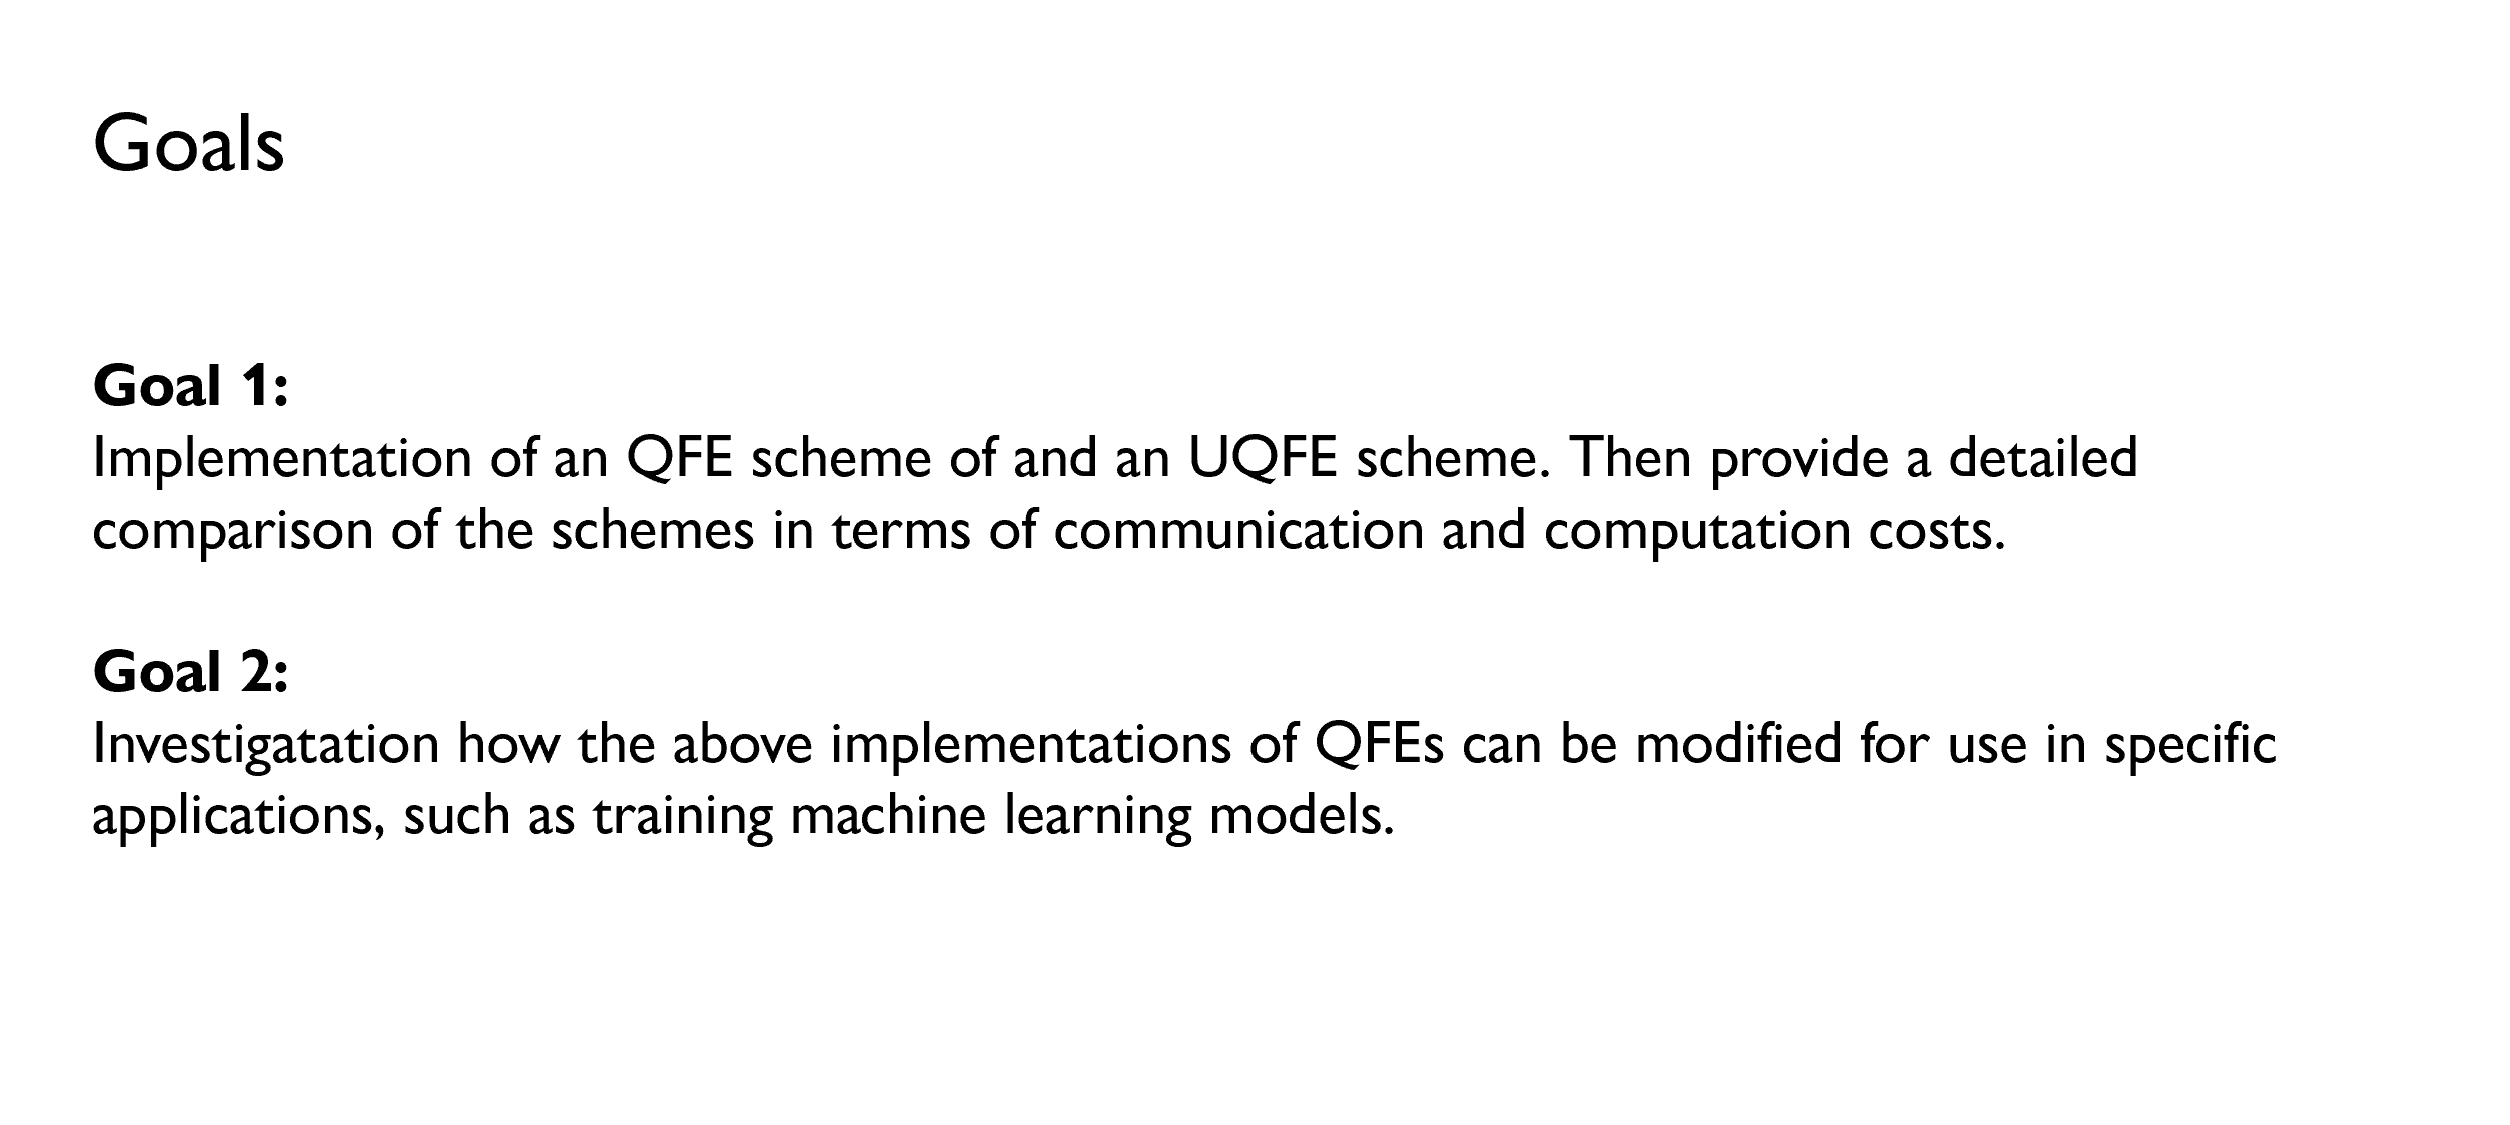 Goals
Goal 1:
Implementation of an QFE scheme of and an UQFE scheme. Then provide a detailed
comparison of the schemes in terms of communication and computation costs.
Goal 2:
Investigatation how the above implementations of QFEs can be modified for use in specific
applications, such as training machine learning models.